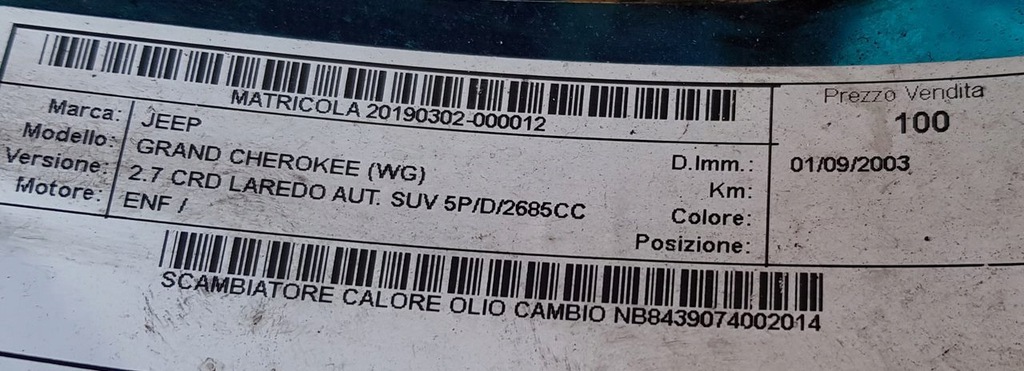 MATRICOLA 20190302-000012
Prezzo Vendita
100
Marca: JEEP
Modello: GRAND CHEROKEE (WG)
Versione: 2.7 CRD LAREDO AUT. SUV 5P/D/2685CC
Motore: ENF /
D.Imm.: 01/09/2003
Km:
Colore:
Posizione:
SCAMBIATORE CALORE OLIO CAMBIO NB8439074002014